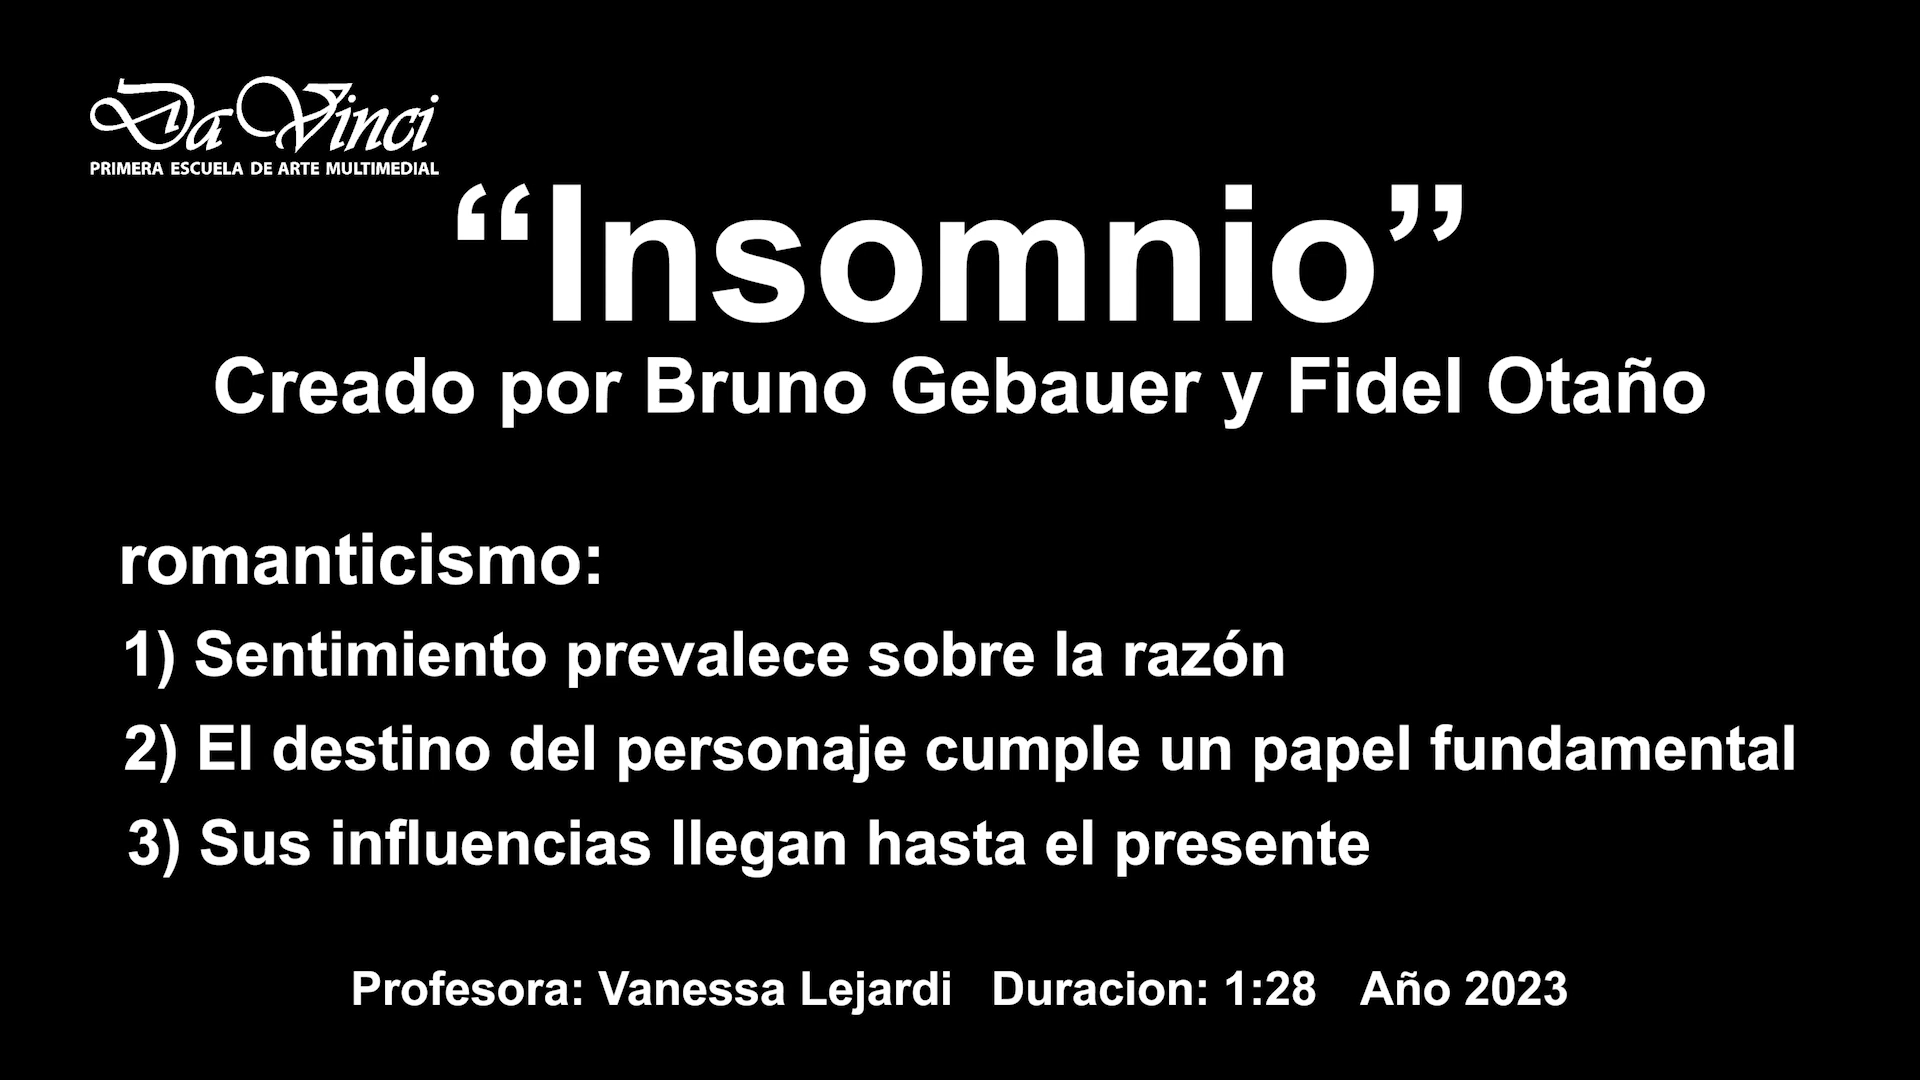 Da Vinci
PRIMERA ESCUELA DE ARTE MULTIMEDIAL
“Insomnio”
Creado por Bruno Gebauer y Fidel Otaño
romanticismo:
1) Sentimiento prevalece sobre la razón
2) El destino del personaje cumple un papel fundamental
3) Sus influencias llegan hasta el presente
Profesora: Vanessa Lejardi Duracion: 1:28 Año 2023